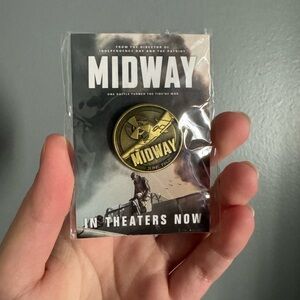 FROM THE DIRECTOR OF
INDEPENDENCE DAY AND THE PATRIOT
MIDWAY
ONE BATTLE TURNED THE TIDE OF WAR
MIDWAY
IN THEATERS NOW